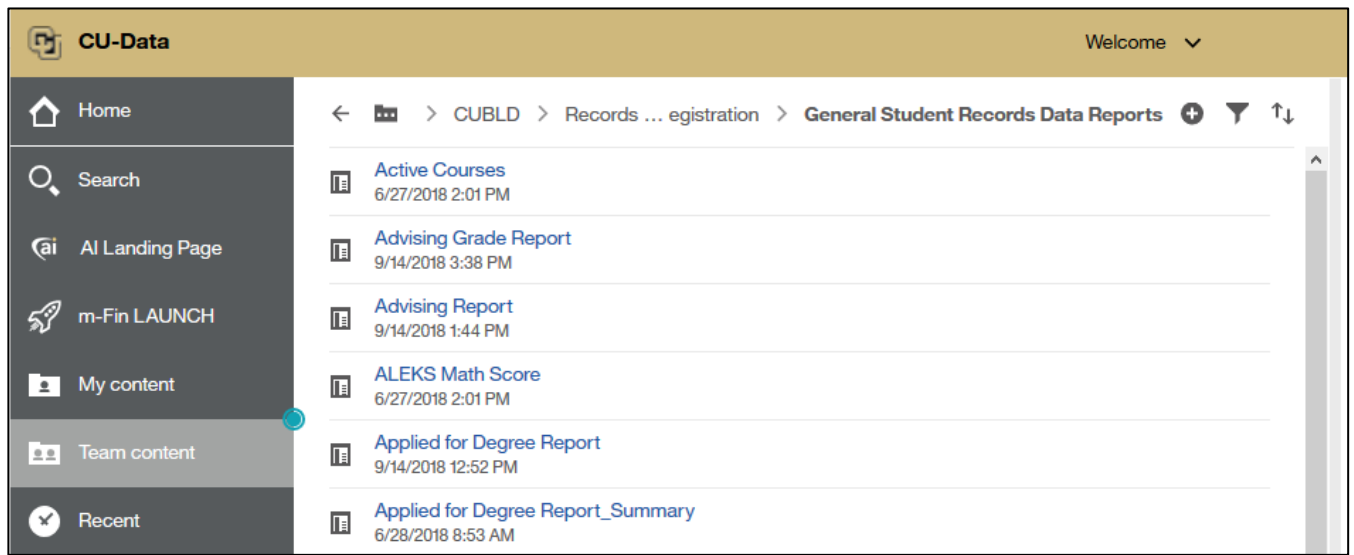 CU-Data
Welcome
Home
Search
AI Landing Page
m-Fin LAUNCH
My content
Team content
Recent
> CUBLD > Records ... egistration > General Student Records Data Reports
Active Courses
6/27/2018 2:01 PM
Advising Grade Report
9/14/2018 3:38 PM
Advising Report
9/14/2018 1:44 PM
ALEKS Math Score
6/27/2018 2:01 PM
Applied for Degree Report
9/14/2018 12:52 PM
Applied for Degree Report_Summary
6/28/2018 8:53 AM